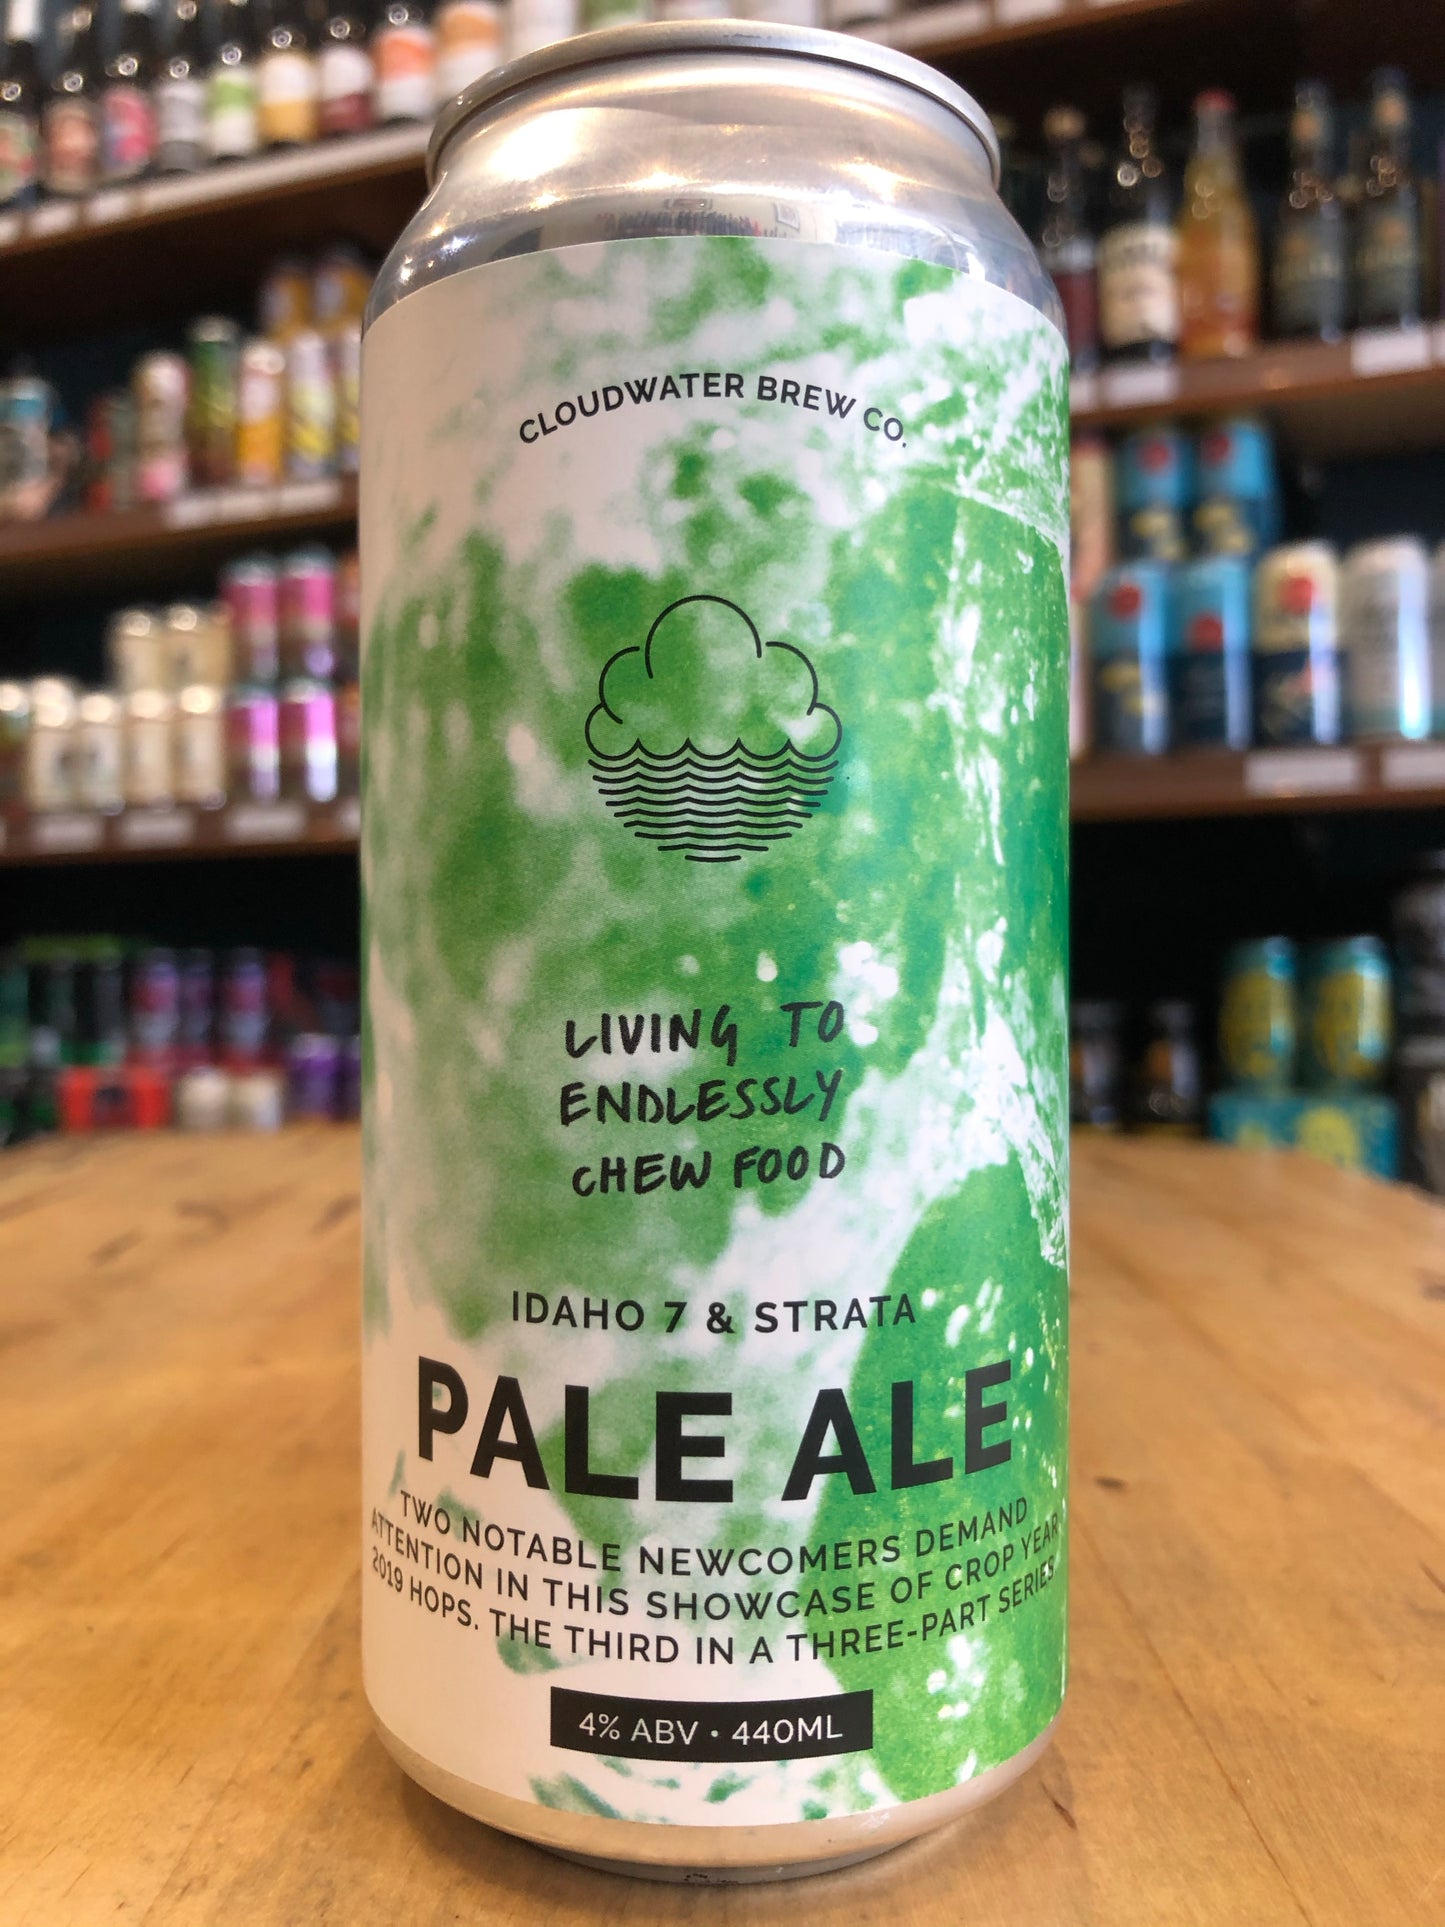 CLOUDWATER BREW CO.
LIVING TO
ENDLESSLY
CHEW FOOD
IDAHO 7 & STRATA
PALE ALE
TWO NOTABLE NEWCOMERS DEMAND
ATTENTION IN THIS SHOWCASE OF CROP YEAR
2019 HOPS. THE THIRD IN A THREE-PART SERIES.
4% ABV • 440ML